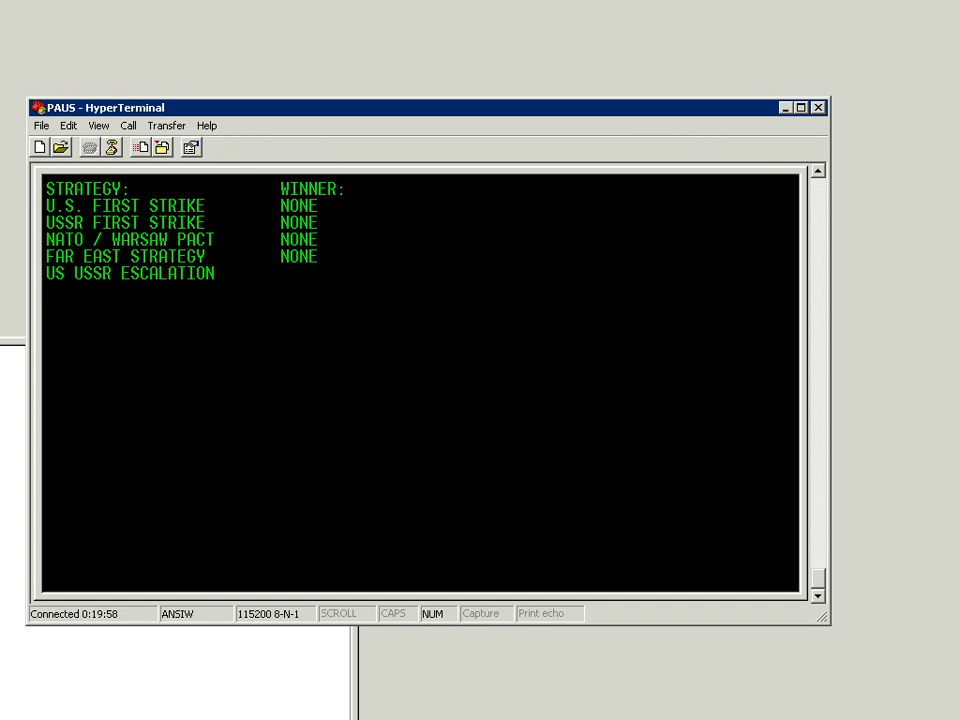 PAUS - HyperTerminal
File Edit View Call Transfer Help
STRATEGY: WINNER:
U.S. FIRST STRIKE NONE
USSR FIRST STRIKE NONE
NATO / WARSAW PACT NONE
FAR EAST STRATEGY NONE
US USSR ESCALATION
Connected 0:19:58 ANSIW 115200 8-N-1 SCROLL CAPS NUM Capture Print echo